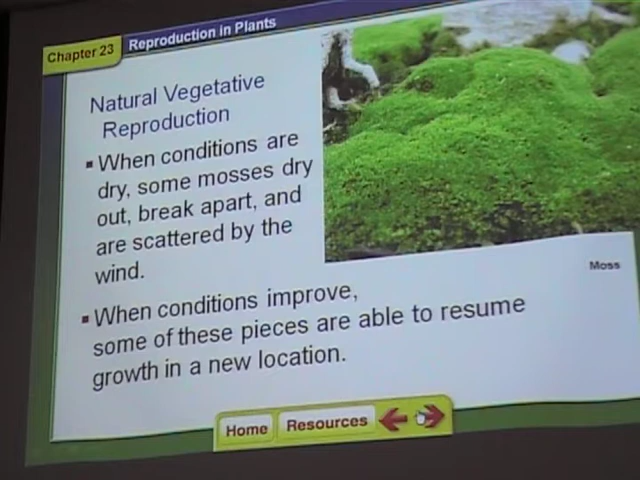 Chapter 23
Reproduction in Plants
Natural Vegetative
Reproduction
▪ When conditions are
dry, some mosses dry
out, break apart, and
are scattered by the
wind.
Moss
▪ When conditions improve,
some of these pieces are able to resume
growth in a new location.
Home
Resources